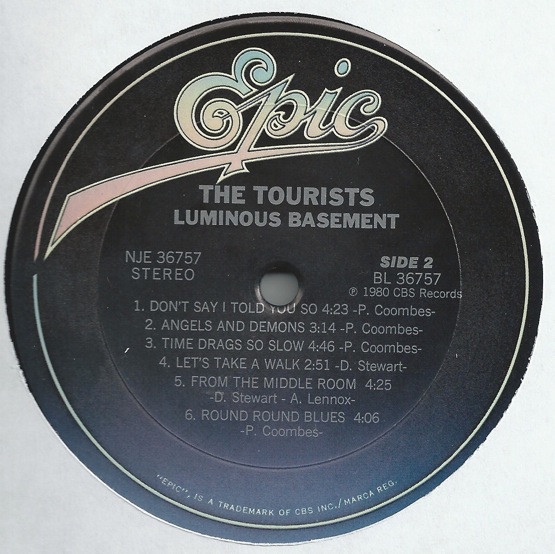 Epic
THE TOURISTS
LUMINOUS BASEMENT
NJE 36757
STEREO
SIDE 2
BL 36757
℗ 1980 CBS Records
1. DON'T SAY I TOLD YOU SO 4:23 -P. Coombes-
2. ANGELS AND DEMONS 3:14 -P. Coombes-
3. TIME DRAGS SO SLOW 4:46 -P. Coombes-
4. LET'S TAKE A WALK 2:51 -D. Stewart-
5. FROM THE MIDDLE ROOM 4:25
-D. Stewart - A. Lennox-
6. ROUND ROUND BLUES 4:06
-P. Coombes-
"EPIC", IS A TRADEMARK OF CBS INC./MARCA REG.